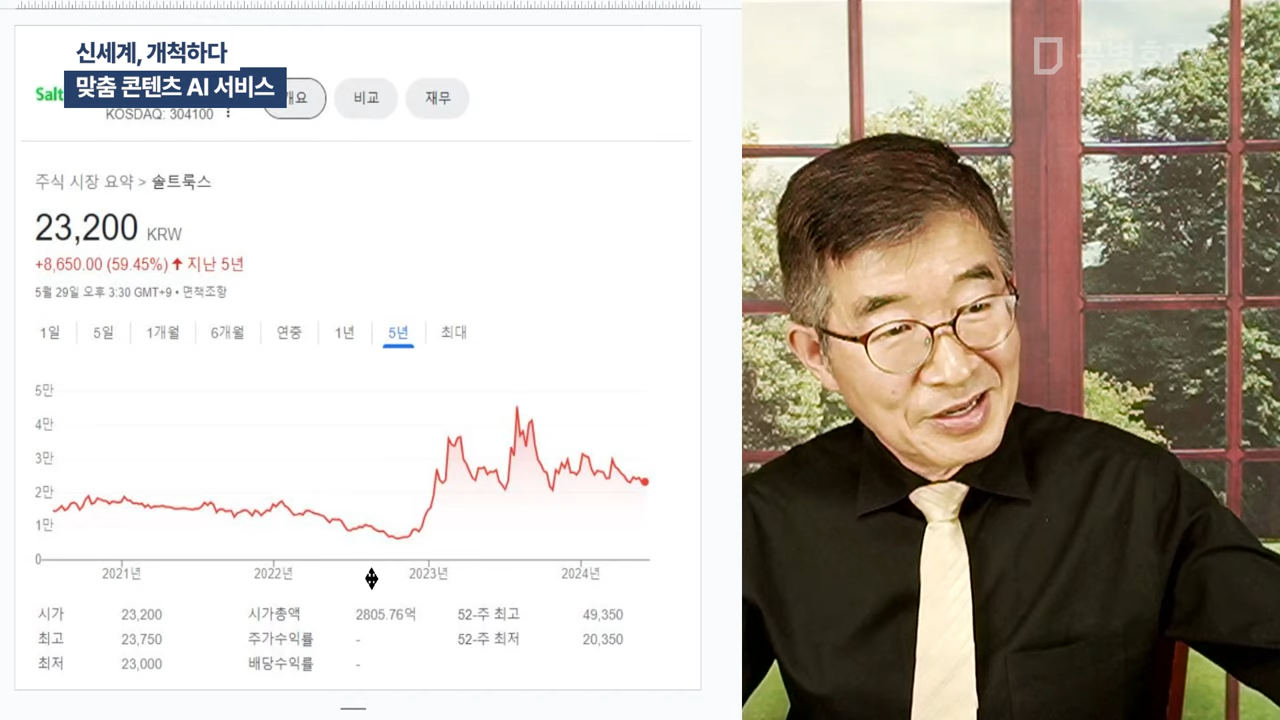 신세계, 개척하다
맞춤 콘텐츠 AI 서비스
Salt
개요 비교 재무
KOSDAQ: 304100
주식 시장 요약 > 솔트룩스
23,200 KRW
+8,650.00 (59.45%) ↑ 지난 5년
5월 29일 오후 3:30 GMT+9 • 면책조항
1일 5일 1개월 6개월 연중 1년 5년 최대
5만
4만
3만
2만
1만
0
2021년 2022년 2023년 2024년
시가 23,200 시가총액 2805.76억 52-주 최고 49,350
최고 23,750 주가수익률 - 52-주 최저 20,350
최저 23,000 배당수익률 -